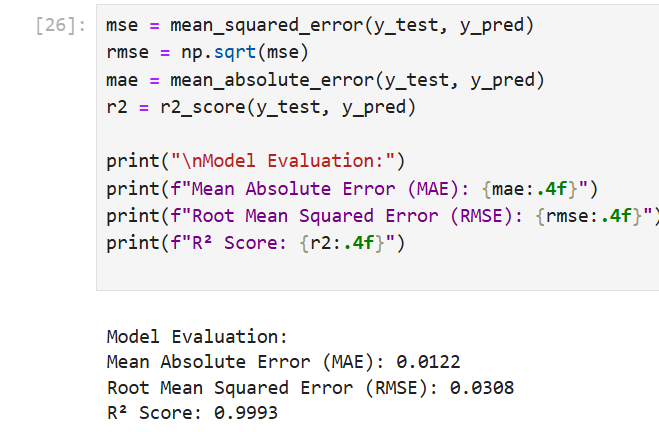 [26]: mse = mean_squared_error(y_test, y_pred)
rmse = np.sqrt(mse)
mae = mean_absolute_error(y_test, y_pred)
r2 = r2_score(y_test, y_pred)
print("\nModel Evaluation:")
print(f"Mean Absolute Error (MAE): {mae:.4f}")
print(f"Root Mean Squared Error (RMSE): {rmse:.4f}")
print(f"R² Score: {r2:.4f}")
Model Evaluation:
Mean Absolute Error (MAE): 0.0122
Root Mean Squared Error (RMSE): 0.0308
R² Score: 0.9993